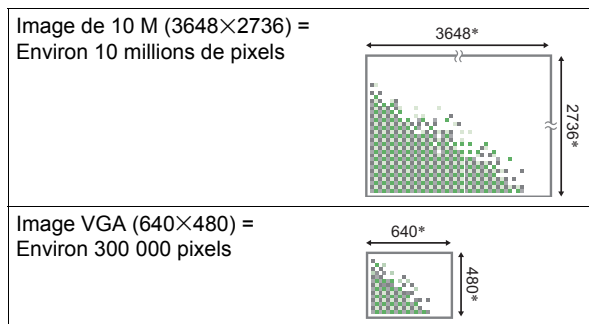 Image de 10 M (3648×2736) =
Environ 10 millions de pixels
3648*
2736*
Image VGA (640×480) =
Environ 300 000 pixels
640*
480*